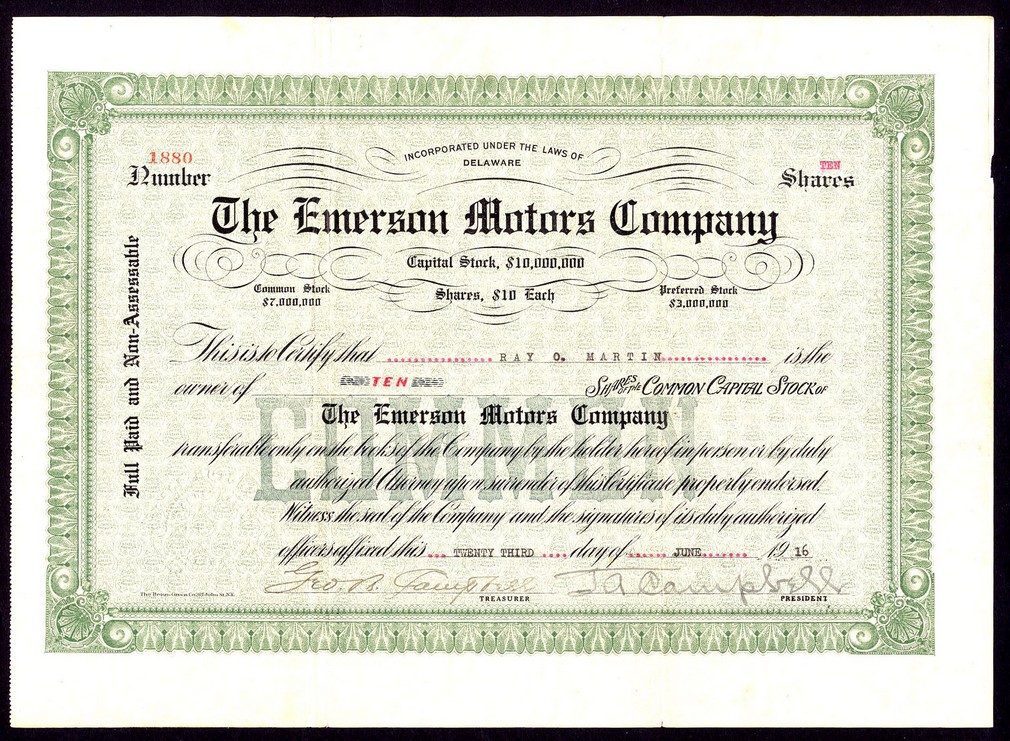 1880
Number
INCORPORATED UNDER THE LAWS OF
DELAWARE
TEN
Shares
The Emerson Motors Company
Capital Stock, $10,000,000
Common Stock
$7,000,000
Shares, $10 Each
Preferred Stock
$3,000,000
Full Paid and Non-Assessable
This is to Certify that RAY O. MARTIN is the
owner of TEN SHARES OF THE COMMON CAPITAL STOCK OF
The Emerson Motors Company
transferable only on the books of the Company by the holder hereof in person or by duly
authorized Attorney upon surrender of this Certificate properly endorsed.
Witness the seal of the Company and the signatures of its duly authorized
officers affixed this TWENTY THIRD day of JUNE 19 16
COMMON
Geo. B. Campbell
TREASURER
J A Campbell
PRESIDENT